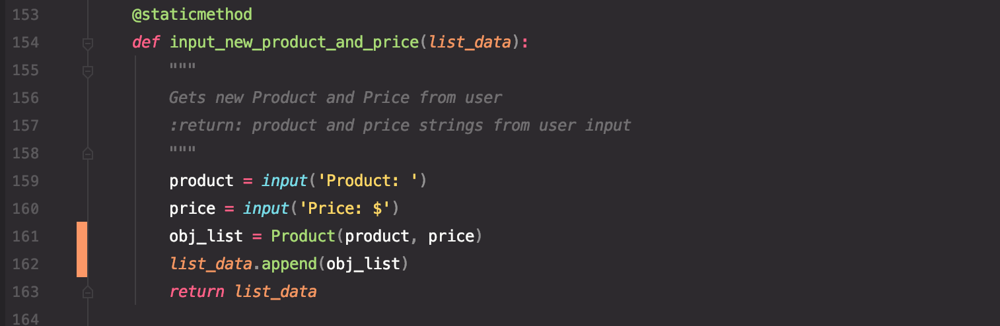 153 @staticmethod
154 def input_new_product_and_price(list_data):
155 """
156 Gets new Product and Price from user
157 :return: product and price strings from user input
158 """
159 product = input('Product: ')
160 price = input('Price: $')
161 obj_list = Product(product, price)
162 list_data.append(obj_list)
163 return list_data
164